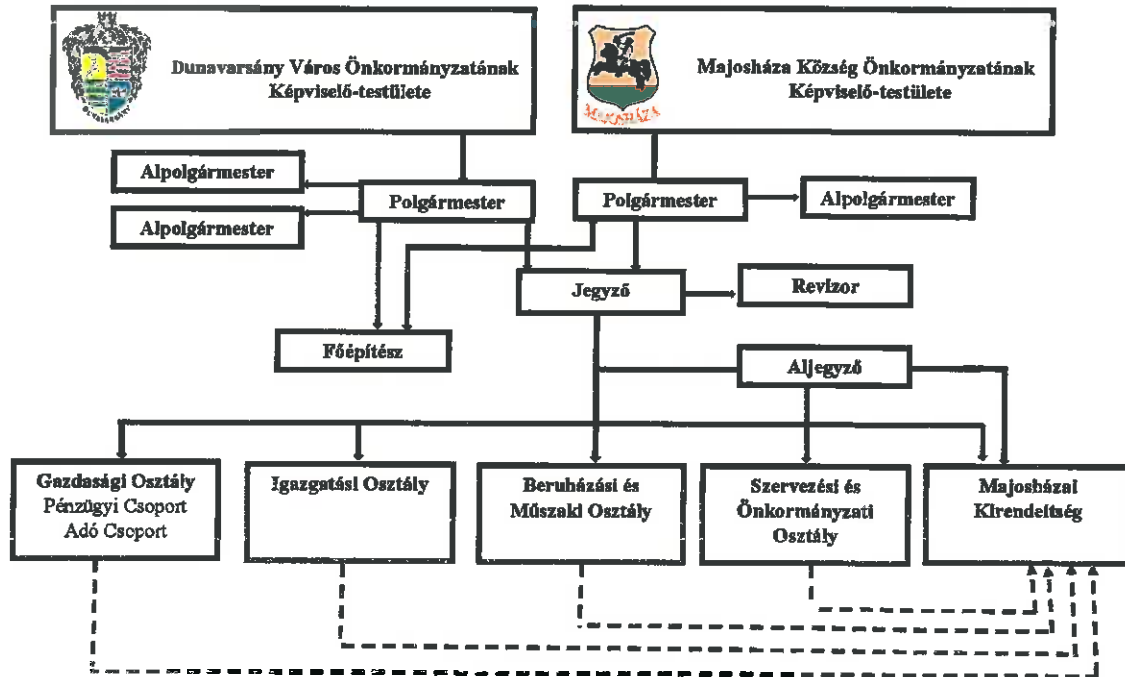 Dunavarsány Város Önkormányzatának
Képviselő-testülete
Majosháza Község Önkormányzatának
Képviselő-testülete
MAJOSHÁZA
Alpolgármester
Polgármester
Polgármester
Alpolgármester
Alpolgármester
Jegyző
Revizor
Főépítész
Aljegyző
Gazdasági Osztály
Pénzügyi Csoport
Adó Csoport
Igazgatási Osztály
Beruházási és
Műszaki Osztály
Szervezési és
Önkormányzati
Osztály
Majosházai
Kirendeltség